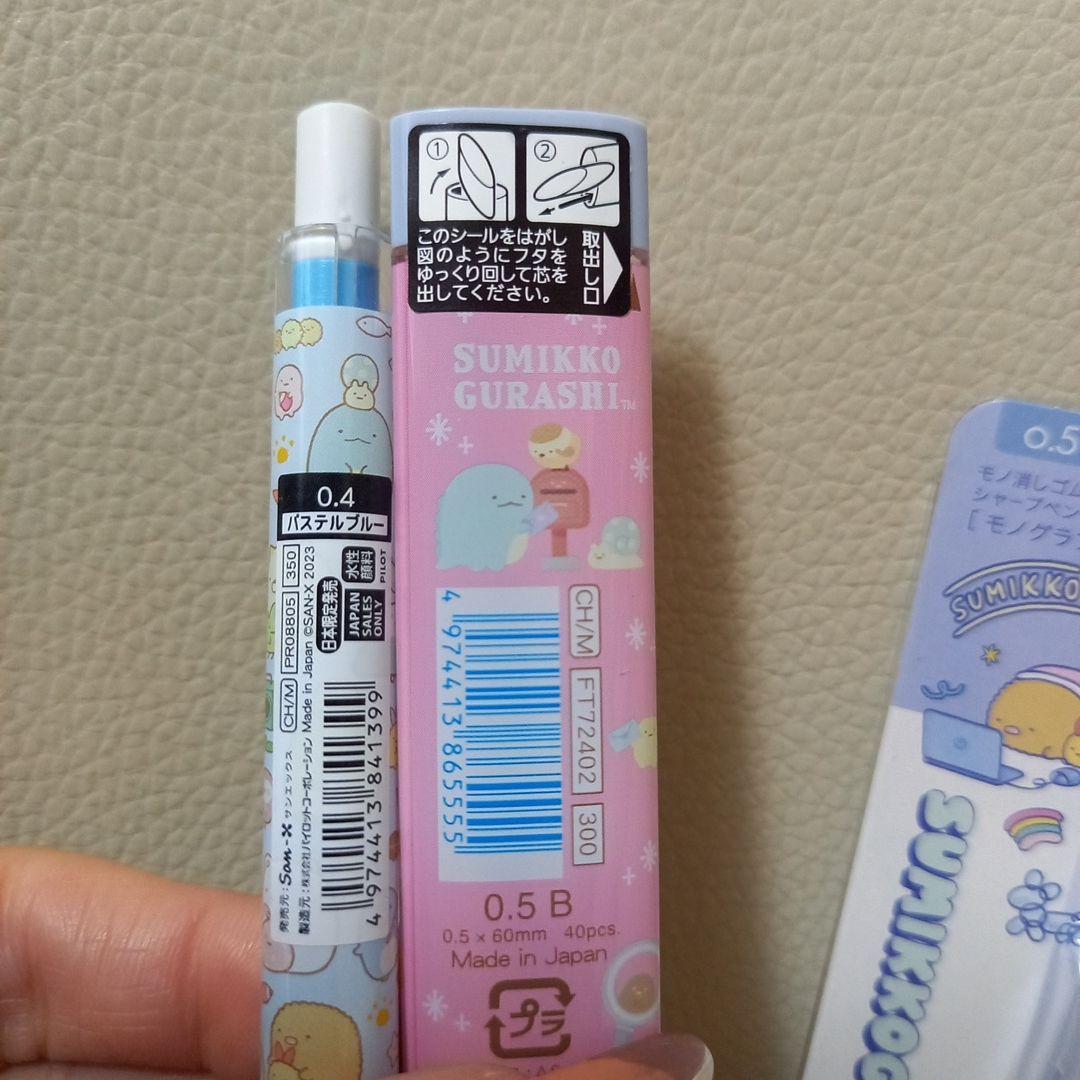 0.4
パステルブルー
350
PR08805
CH/M
Made in Japan ©SAN-X 2023
日本限定発売
水性
顔料
PILOT
JAPAN
SALES
ONLY
発売元:San-X サンエックス
製造元:株式会社パイロットコーポレーション
4 974413 841399
①
②
このシールをはがし
図のようにフタを
ゆっくり回して芯を
出してください。
取出し口
SUMIKKO
GURASHI™
4 974413 865555
CH/M
FT72402
300
0.5 B
0.5 × 60mm 40pcs.
Made in Japan
プラ
0.5
モノ消しゴム
シャープペン
[モノグラ
SUMIKKO
SUMIKKOG